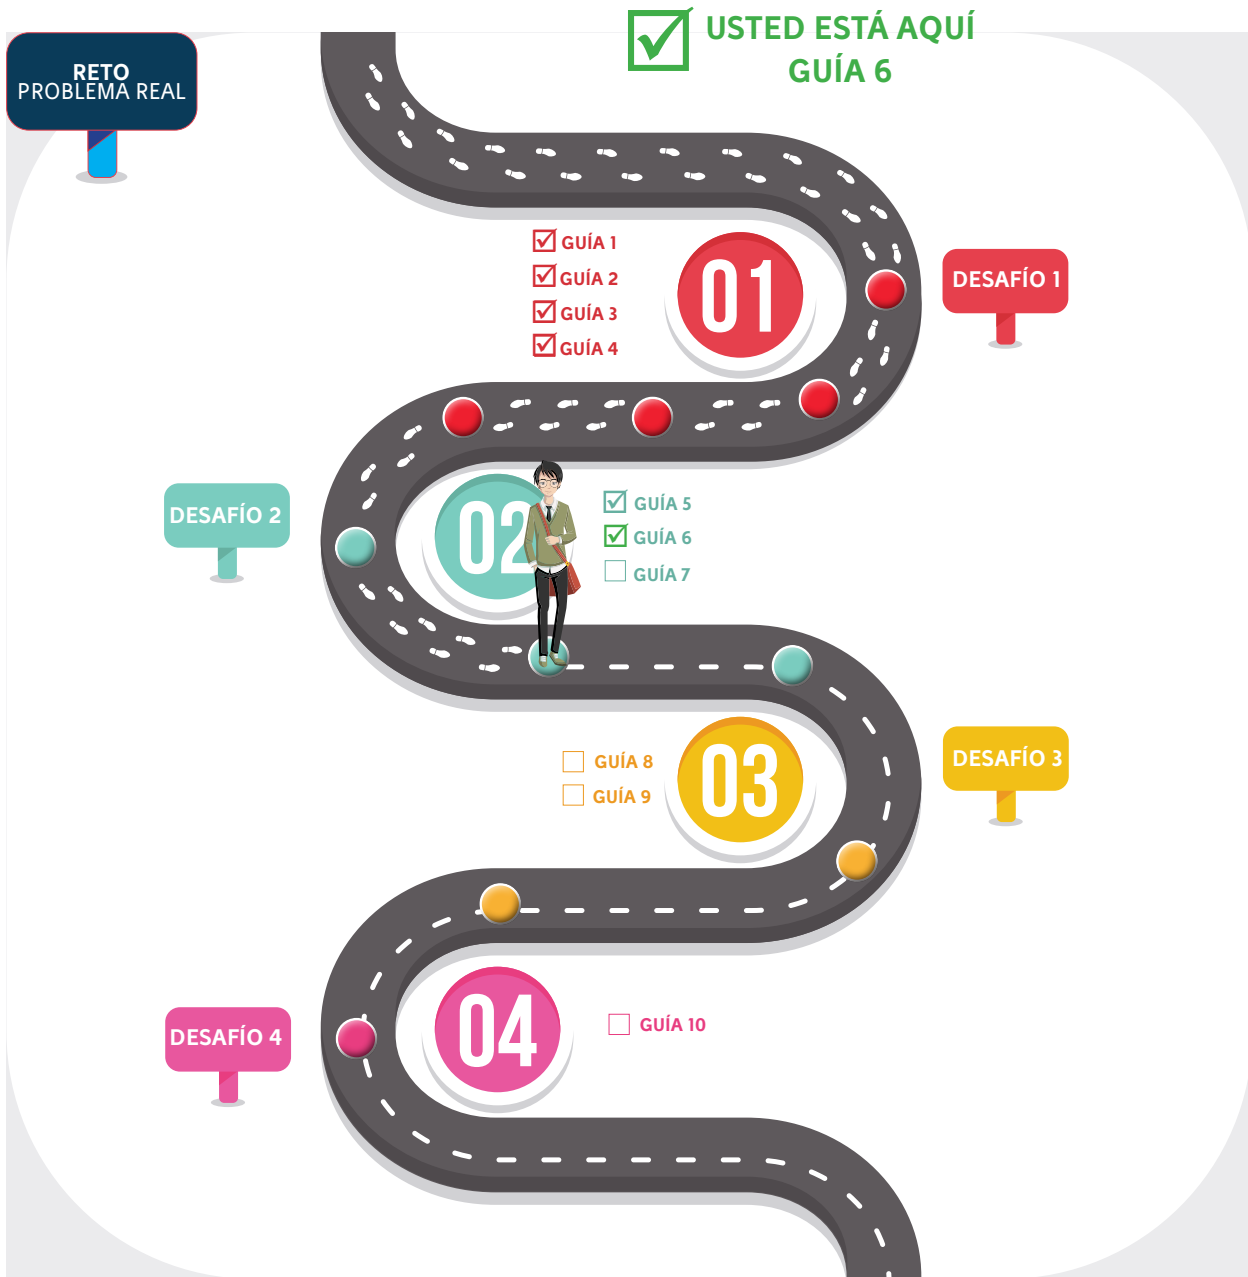 USTED ESTÁ AQUÍ
GUÍA 6
RETO
PROBLEMA REAL
GUÍA 1
GUÍA 2
GUÍA 3
GUÍA 4
01
DESAFÍO 1
DESAFÍO 2
02
GUÍA 5
GUÍA 6
GUÍA 7
GUÍA 8
GUÍA 9
03
DESAFÍO 3
DESAFÍO 4
04
GUÍA 10